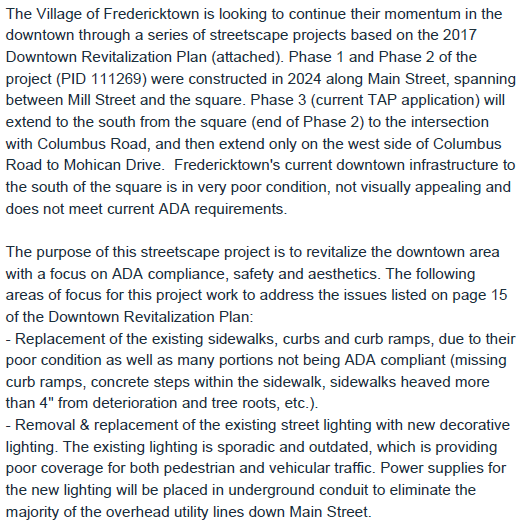 The Village of Fredericktown is looking to continue their momentum in the
downtown through a series of streetscape projects based on the 2017
Downtown Revitalization Plan (attached). Phase 1 and Phase 2 of the
project (PID 111269) were constructed in 2024 along Main Street, spanning
between Mill Street and the square. Phase 3 (current TAP application) will
extend to the south from the square (end of Phase 2) to the intersection
with Columbus Road, and then extend only on the west side of Columbus
Road to Mohican Drive.  Fredericktown's current downtown infrastructure to
the south of the square is in very poor condition, not visually appealing and
does not meet current ADA requirements.

The purpose of this streetscape project is to revitalize the downtown area
with a focus on ADA compliance, safety and aesthetics. The following
areas of focus for this project work to address the issues listed on page 15
of the Downtown Revitalization Plan:
- Replacement of the existing sidewalks, curbs and curb ramps, due to their
poor condition as well as many portions not being ADA compliant (missing
curb ramps, concrete steps within the sidewalk, sidewalks heaved more
than 4" from deterioration and tree roots, etc.).
- Removal & replacement of the existing street lighting with new decorative
lighting. The existing lighting is sporadic and outdated, which is providing
poor coverage for both pedestrian and vehicular traffic. Power supplies for
the new lighting will be placed in underground conduit to eliminate the
majority of the overhead utility lines down Main Street.